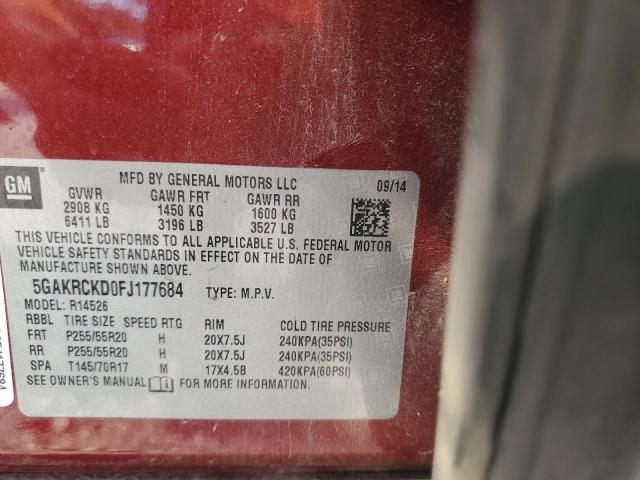 GM
MFD BY GENERAL MOTORS LLC 09/14
GVWR GAWR FRT GAWR RR
2908 KG 1450 KG 1600 KG
6411 LB 3196 LB 3527 LB
THIS VEHICLE CONFORMS TO ALL APPLICABLE U.S. FEDERAL MOTOR
VEHICLE SAFETY STANDARDS IN EFFECT ON THE DATE OF
MANUFACTURE SHOWN ABOVE.
5GAKRCKD0FJ177684 TYPE: M.P.V.
MODEL: R14526
RBBL TIRE SIZE SPEED RTG RIM COLD TIRE PRESSURE
FRT P255/55R20 H 20X7.5J 240KPA(35PSI)
RR P255/55R20 H 20X7.5J 240KPA(35PSI)
SPA T145/70R17 M 17X4.5B 420KPA(60PSI)
SEE OWNER'S MANUAL FOR MORE INFORMATION.